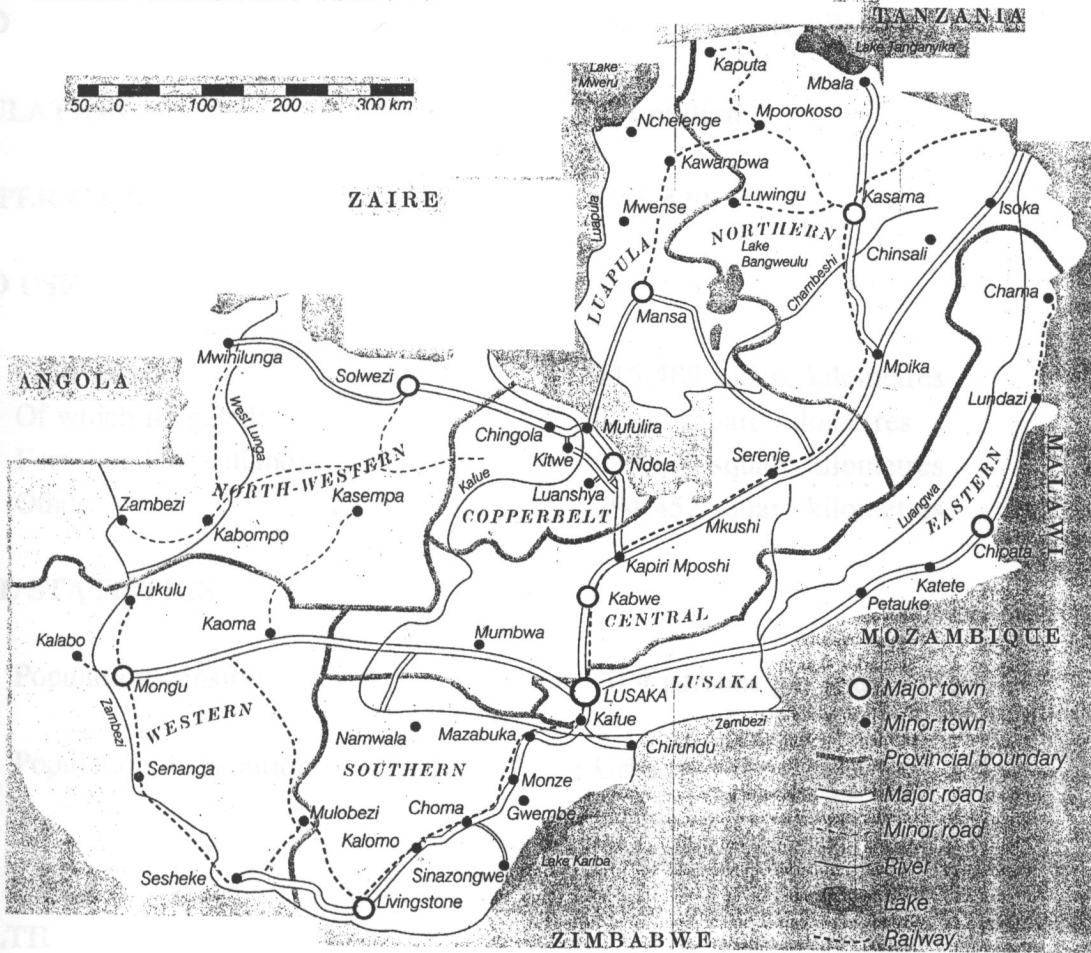 TANZANIA
Lake Tanganyika
Lake Mweru
Kaputa
Mbala
50 0 100 200 300 km
Nchelenge
Mporokoso
Kawambwa
ZAIRE
Luapula
Mwense
Luwingu
Kasama
Isoka
NORTHERN
Lake Bangweulu
Chinsali
LUAPULA
Chambeshi
Mansa
Chama
Mwinilunga
Solwezi
Mpika
ANGOLA
kilometres
Of which
West Lunga
Chingola
Mufulira
Lundazi
Kitwe
Ndola
Serenje
MALAWI
NORTH-WESTERN
Kafue
Luanshya
Kasempa
Zambezi
Kabompo
COPPERBELT
Mkushi
Luangwa
EASTERN
Chipata
Kapiri Mposhi
Katete
Lukulu
Kabwe
Petauke
CENTRAL
Kaoma
Mumbwa
Kalabo
MOZAMBIQUE
Mongu
LUSAKA
LUSAKA
Major town
Zambezi
WESTERN
Kafue
Zambezi
Minor town
Namwala
Mazabuka
Chirundu
Provincial boundary
Senanga
SOUTHERN
Monze
Major road
Mulobezi
Choma
Gwembe
Minor road
Kalomo
Lake Kariba
River
Sesheke
Sinazongwe
Lake
Livingstone
ZIMBABWE
Railway